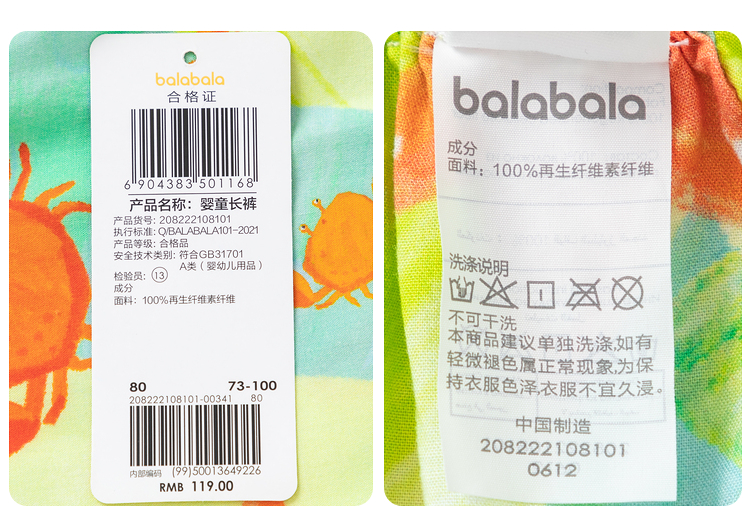 balabala
合格证
6 904383 501168
产品名称: 婴童长裤
产品货号: 208222108101
执行标准: Q/BALABALA101-2021
产品等级: 合格品
安全技术类别: 符合GB31701
A类（婴幼儿用品）
检验员: 13
成分
面料: 100%再生纤维素纤维
80 73-100
208222108101-00341 80
内部编码 (99)50013649226
RMB 119.00
balabala
成分
面料: 100%再生纤维素纤维
洗涤说明
不可干洗
本商品建议单独洗涤,如有
轻微褪色属正常现象,为保
持衣服色泽,衣服不宜久浸。
中国制造
208222108101
0612